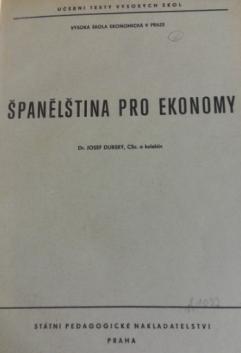 UČEBNÍ TEXTY VYSOKÝCH ŠKOL
VYSOKÁ ŠKOLA EKONOMICKÁ V PRAZE
ŠPANĚLŠTINA PRO EKONOMY
Dr. JOSEF DUBSKÝ, CSc. a kolektiv
STÁTNÍ PEDAGOGICKÉ NAKLADATELSTVÍ
PRAHA